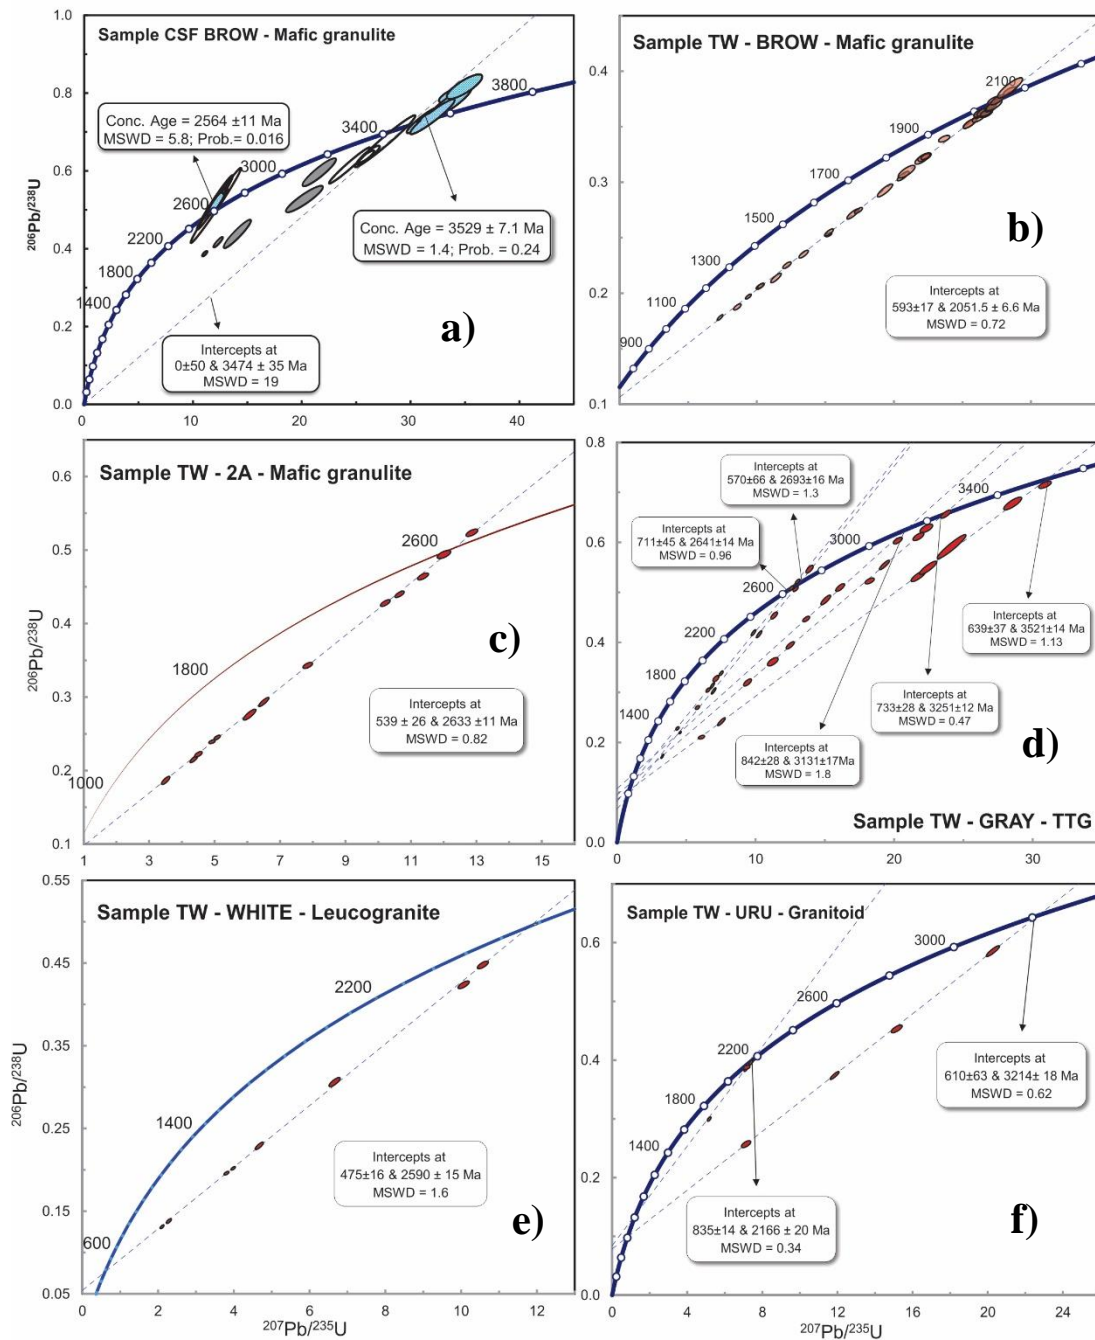 Sample CSF BROW - Mafic granulite
1.0
0.8
0.6
0.4
0.2
0.0
206Pb/238U
Conc. Age = 2564 ±11 Ma
MSWD = 5.8; Prob.= 0.016
3800
3400
3000
2600
2200
1800
1400
Conc. Age = 3529 ± 7.1 Ma
MSWD = 1.4; Prob. = 0.24
Intercepts at
0±50 & 3474 ± 35 Ma
MSWD = 19
a)
0 10 20 30 40
Sample TW - BROW - Mafic granulite
0.4
0.3
0.2
0.1
2100
1900
1700
1500
1300
1100
900
b)
Intercepts at
593±17 & 2051.5 ± 6.6 Ma
MSWD = 0.72
Sample TW - 2A - Mafic granulite
0.6
0.5
0.4
0.3
0.2
0.1
206Pb/238U
2600
1800
1000
c)
Intercepts at
539 ± 26 & 2633 ±11 Ma
MSWD = 0.82
1 3 5 7 9 11 13 15
0.8
0.6
0.4
0.2
0.0
Intercepts at
570±66 & 2693±16 Ma
MSWD = 1.3
Intercepts at
711±45 & 2641±14 Ma
MSWD = 0.96
3400
3000
2600
2200
1800
1400
Intercepts at
639±37 & 3521±14 Ma
MSWD = 1.13
Intercepts at
733±28 & 3251±12 Ma
MSWD = 0.47
Intercepts at
842±28 & 3131±17Ma
MSWD = 1.8
d)
Sample TW - GRAY - TTG
0 10 20 30
Sample TW - WHITE - Leucogranite
0.55
0.45
0.35
0.25
0.15
0.05
206Pb/238U
2200
1400
600
Intercepts at
475±16 & 2590 ± 15 Ma
MSWD = 1.6
e)
0 2 4 6 8 10 12
207Pb/235U
Sample TW - URU - Granitoid
0.6
0.4
0.2
0.0
3000
2600
2200
1800
1400
Intercepts at
610±63 & 3214± 18 Ma
MSWD = 0.62
Intercepts at
835±14 & 2166 ± 20 Ma
MSWD = 0.34
f)
0 4 8 12 16 20 24
207Pb/235U